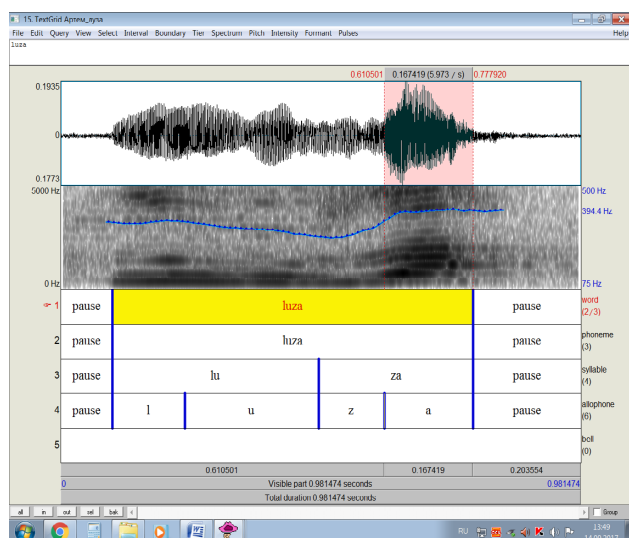 15. TextGrid Артем_луза
File Edit Query View Select Interval Boundary Tier Spectrum Pitch Intensity Formant Pulses Help
luza
0.610501 0.167419 (5.973 / s) 0.777920
0.1935
0
0.1773
5000 Hz 500 Hz
394.4 Hz
0 Hz 75 Hz
1 pause luza pause word (2/3)
2 pause luza pause phoneme (3)
3 pause lu za pause syllable (4)
4 pause l u z a pause allophone (6)
5 (0)
0.610501 0.167419 0.203554
0 Visible part 0.981474 seconds 0.981474
Total duration 0.981474 seconds
all in out sel bak Group
RU 13:49
14.09.2017